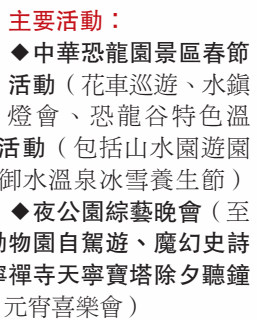 主要活動：
◆中華恐龍園景區春節
活動（花車巡遊、水鎮
燈會、恐龍谷特色溫
活動（包括山水園遊園
御水溫泉冰雪養生節）
◆夜公園綜藝晚會（至
動物園自駕遊、魔幻史詩
寧禪寺天寧寶塔除夕聽鐘
元宵喜樂會）